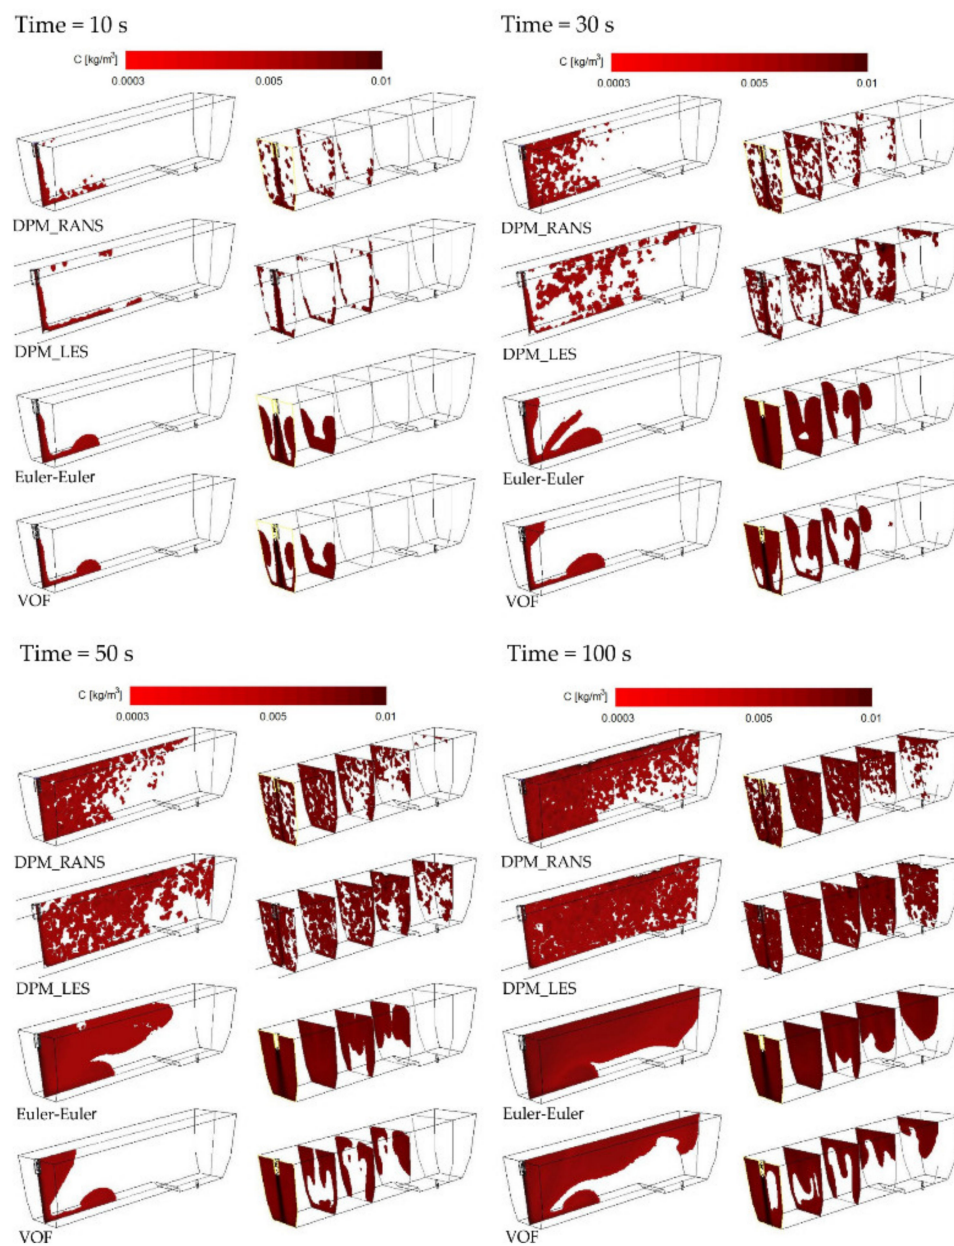 Time = 10 s
C [kg/m³]
0.0003 0.005 0.01
DPM_RANS
DPM_LES
Euler-Euler
VOF
Time = 30 s
C [kg/m³]
0.0003 0.005 0.01
DPM_RANS
DPM_LES
Euler-Euler
VOF
Time = 50 s
C [kg/m³]
0.0003 0.005 0.01
DPM_RANS
DPM_LES
Euler-Euler
VOF
Time = 100 s
C [kg/m³]
0.0003 0.005 0.01
DPM_RANS
DPM_LES
Euler-Euler
VOF